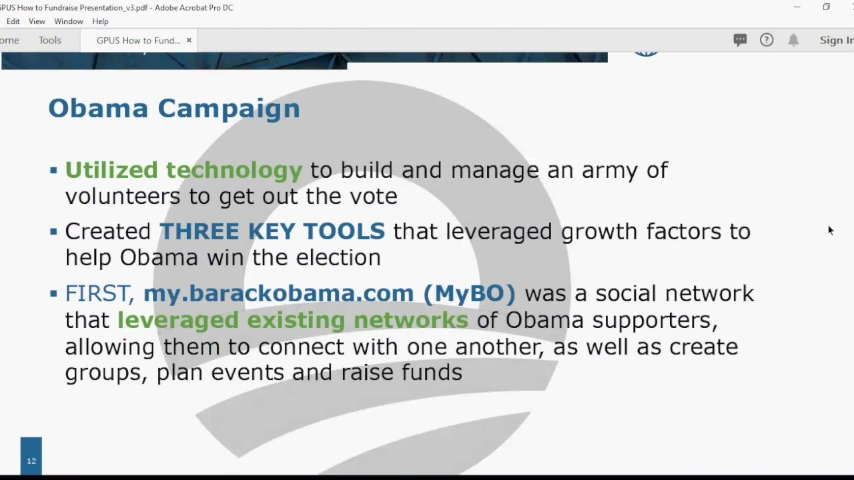 GPUS How to Fundraise Presentation_v3.pdf - Adobe Acrobat Pro DC
Edit View Window Help
Tools GPUS How to Fund... × Sign In
Obama Campaign
▪ Utilized technology to build and manage an army of
volunteers to get out the vote
▪ Created THREE KEY TOOLS that leveraged growth factors to
help Obama win the election
▪ FIRST, my.barackobama.com (MyBO) was a social network
that leveraged existing networks of Obama supporters,
allowing them to connect with one another, as well as create
groups, plan events and raise funds
12